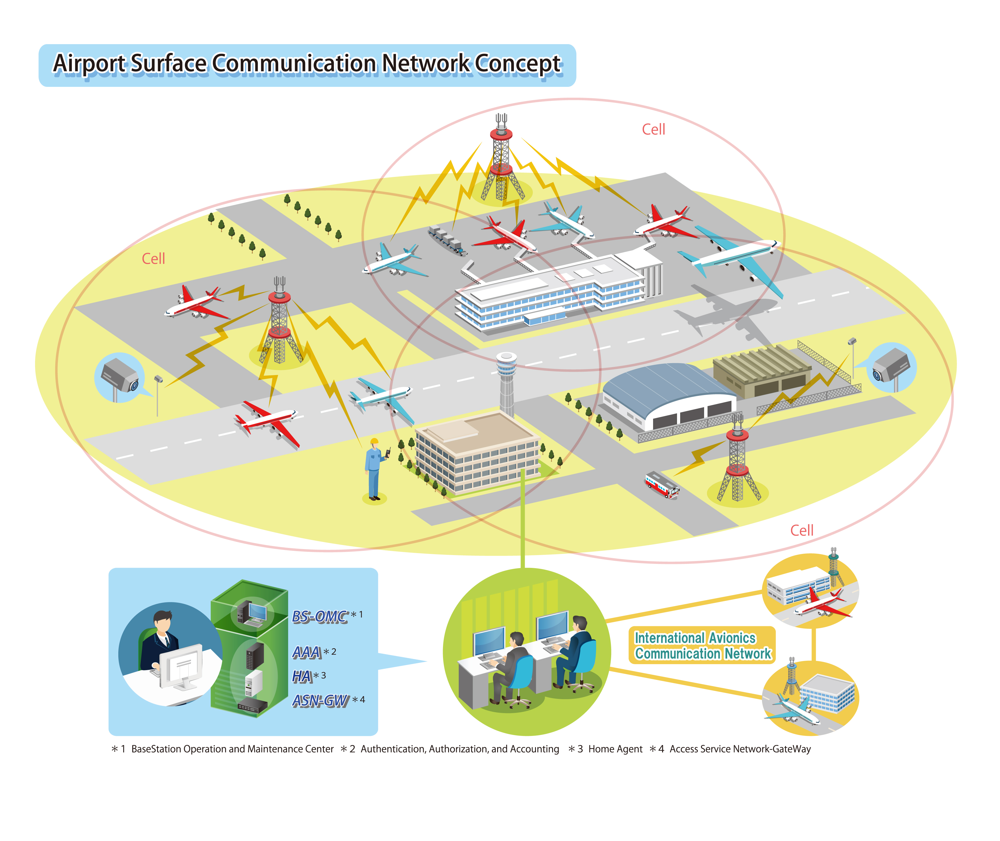 Airport Surface Communication Network Concept
Cell
Cell
Cell
BS-OMC *1
AAA *2
HA *3
ASN-GW *4
International Avionics
Communication Network
*1 BaseStation Operation and Maintenance Center *2 Authentication, Authorization, and Accounting *3 Home Agent *4 Access Service Network-GateWay